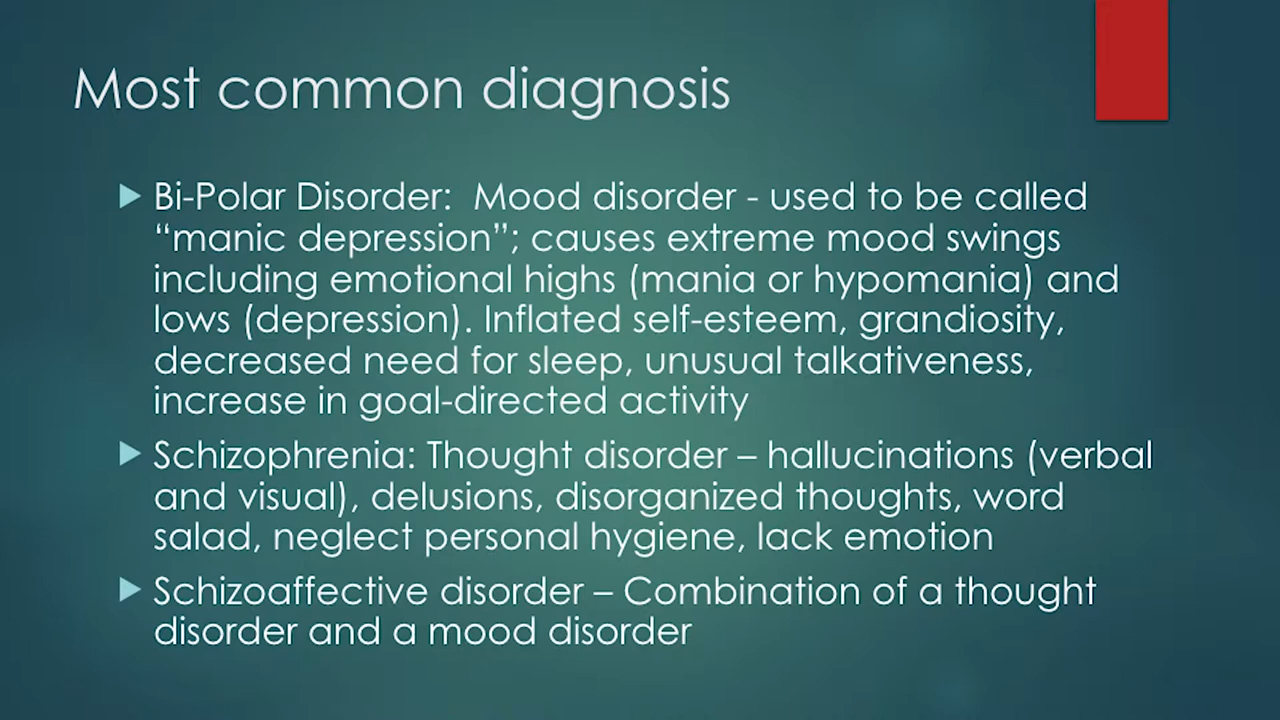 Most common diagnosis
Bi-Polar Disorder:  Mood disorder - used to be called
“manic depression”; causes extreme mood swings
including emotional highs (mania or hypomania) and
lows (depression). Inflated self-esteem, grandiosity,
decreased need for sleep, unusual talkativeness,
increase in goal-directed activity
Schizophrenia: Thought disorder – hallucinations (verbal
and visual), delusions, disorganized thoughts, word
salad, neglect personal hygiene, lack emotion
Schizoaffective disorder – Combination of a thought
disorder and a mood disorder